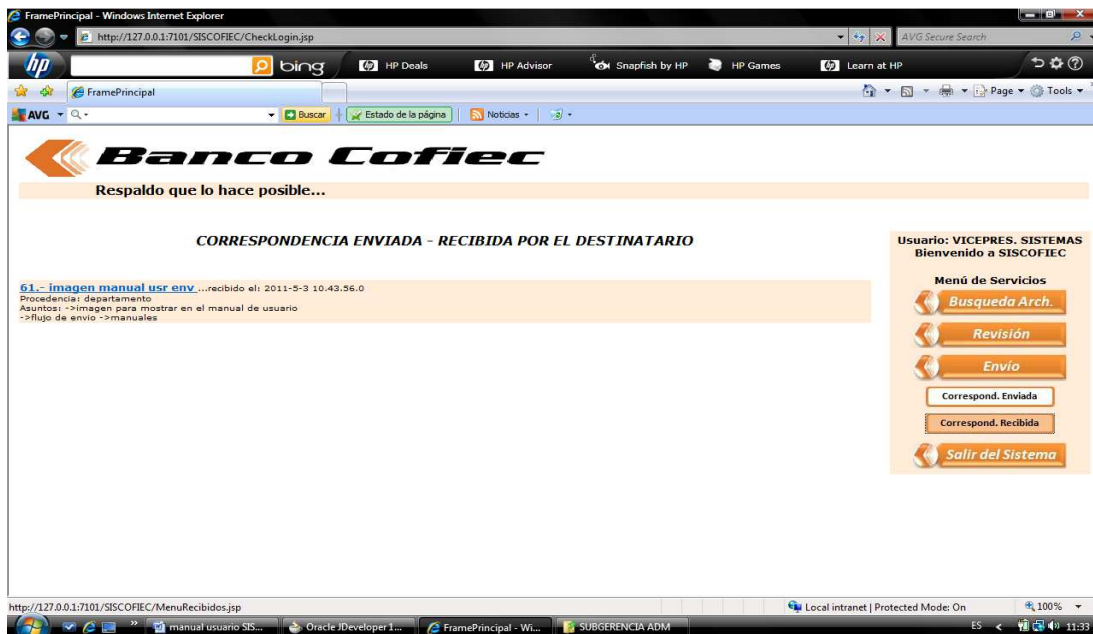 FramePrincipal - Windows Internet Explorer
http://127.0.0.1:7101/SISCOFIEC/CheckLogin.jsp
AVG Secure Search
hp
bing
HP Deals
HP Advisor
Snapfish by HP
HP Games
Learn at HP
FramePrincipal
Page
Tools
AVG
Buscar
Estado de la página
Noticias
Banco Cofiec
Respaldo que lo hace posible...
CORRESPONDENCIA ENVIADA - RECIBIDA POR EL DESTINATARIO
61.- imagen manual usr env ...recibido el: 2011-5-3 10.43.56.0
Procedencia: departamento
Asuntos: ->imagen para mostrar en el manual de usuario
->flujo de envio ->manuales
Usuario: VICEPRES. SISTEMAS
Bienvenido a SISCOFIEC
Menú de Servicios
Busqueda Arch.
Revisión
Envío
Correspond. Enviada
Correspond. Recibida
Salir del Sistema
http://127.0.0.1:7101/SISCOFIEC/MenuRecibidos.jsp
Local intranet | Protected Mode: On
100%
manual usuario SIS...
Oracle JDeveloper 1...
FramePrincipal - Wi...
SUBGERENCIA ADM
ES
11:33